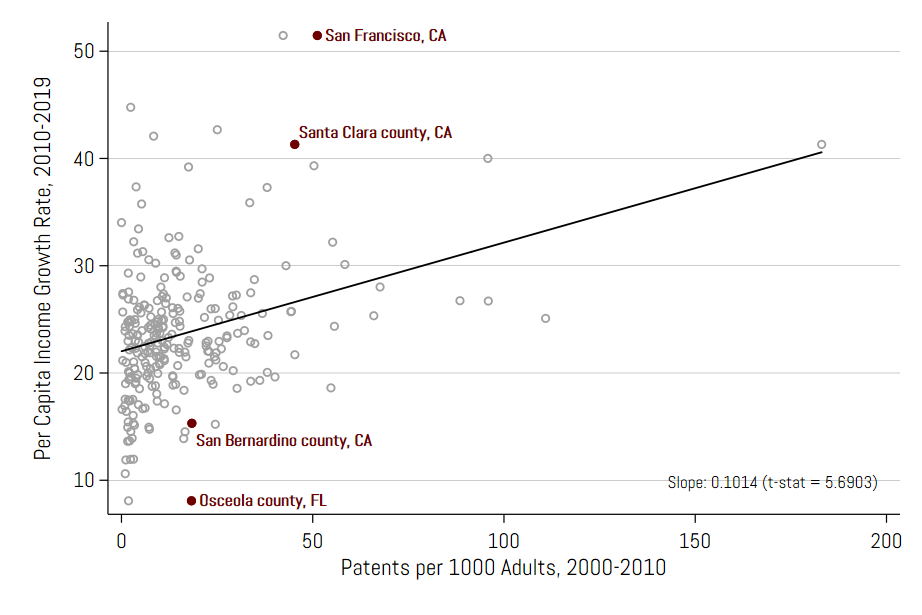 Per Capita Income Growth Rate, 2010-2019
50
40
30
20
10
San Francisco, CA
Santa Clara county, CA
San Bernardino county, CA
Osceola county, FL
Slope: 0.1014 (t-stat = 5.6903)
0
50
100
150
200
Patents per 1000 Adults, 2000-2010